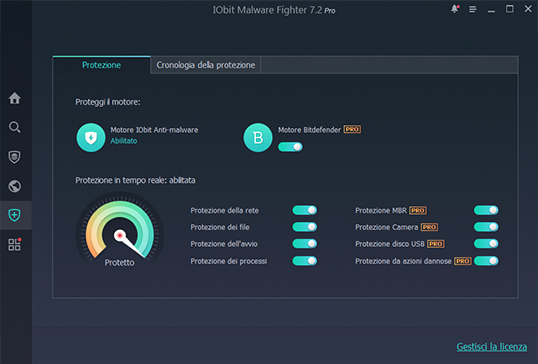 IObit Malware Fighter 7.2 Pro
Protezione
Cronologia della protezione
Proteggi il motore:
Motore IObit Anti-malware
Abilitato
B
Motore Bitdefender PRO
Protezione in tempo reale: abilitata
Protetto
Protezione della rete
Protezione dei file
Protezione dell'avvio
Protezione dei processi
Protezione MBR PRO
Protezione Camera PRO
Protezione disco USB PRO
Protezione da azioni dannose PRO
Gestisci la licenza